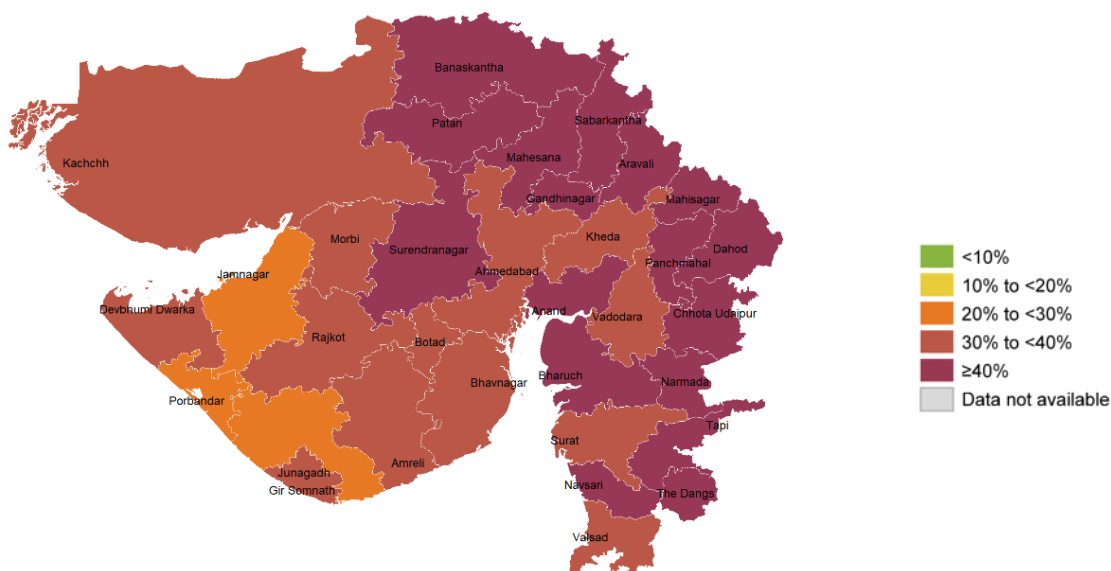 Banaskantha
Patan
Sabarkantha
Mahesana
Aravali
Kachchh
Gandhinagar
Mahisagar
Morbi
Surendranagar
Kheda
Dahod
Panchmahal
Jamnagar
Ahmedabad
Devbhumi Dwarka
Anand
Vadodara
Chhota Udaipur
Rajkot
Botad
Bharuch
Bhavnagar
Narmada
Porbandar
Tapi
Surat
Amreli
Junagadh
Gir Somnath
Navsari
The Dangs
Valsad
<10%
10% to <20%
20% to <30%
30% to <40%
≥40%
Data not available